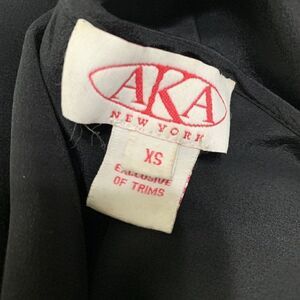 AKA
NEW YORK
XS
EXCLUSIVE
OF TRIMS